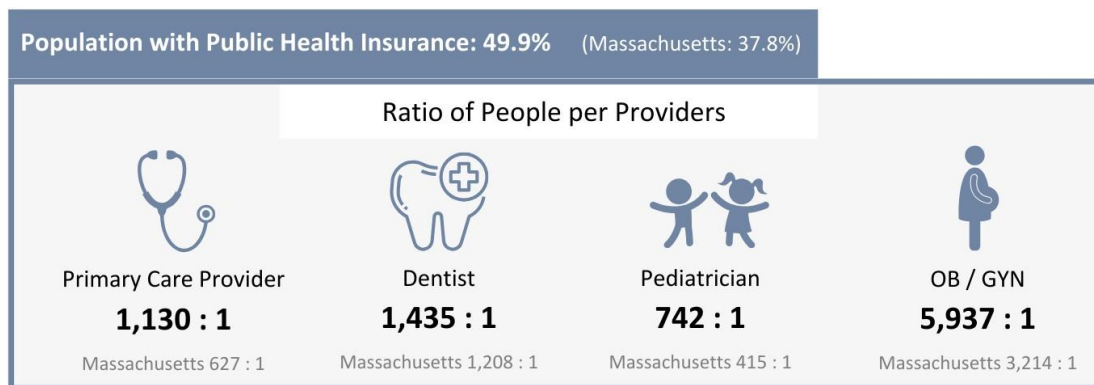 Population with Public Health Insurance: 49.9% (Massachusetts: 37.8%)
Ratio of People per Providers
Primary Care Provider
1,130 : 1
Massachusetts 627 : 1
Dentist
1,435 : 1
Massachusetts 1,208 : 1
Pediatrician
742 : 1
Massachusetts 415 : 1
OB / GYN
5,937 : 1
Massachusetts 3,214 : 1